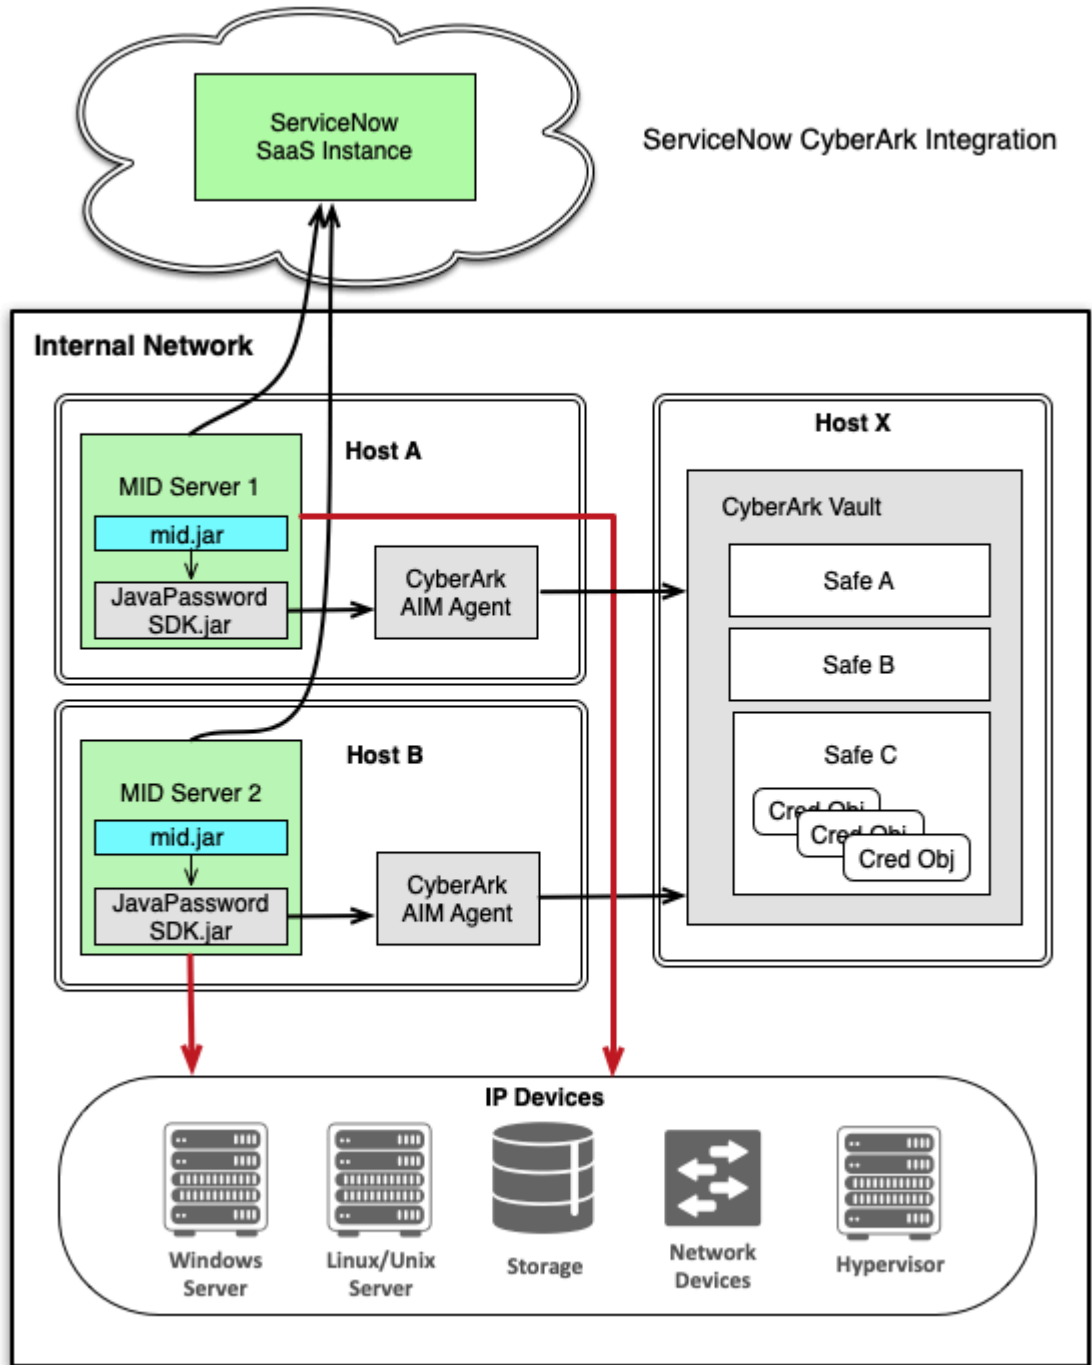 ServiceNow
SaaS Instance
ServiceNow CyberArk Integration
Internal Network
Host A
MID Server 1
mid.jar
JavaPassword
SDK.jar
CyberArk
AIM Agent
Host X
CyberArk Vault
Safe A
Safe B
Safe C
Cred Obj
Cred Obj
Cred Obj
Host B
MID Server 2
mid.jar
JavaPassword
SDK.jar
CyberArk
AIM Agent
IP Devices
Windows
Server
Linux/Unix
Server
Storage
Network
Devices
Hypervisor